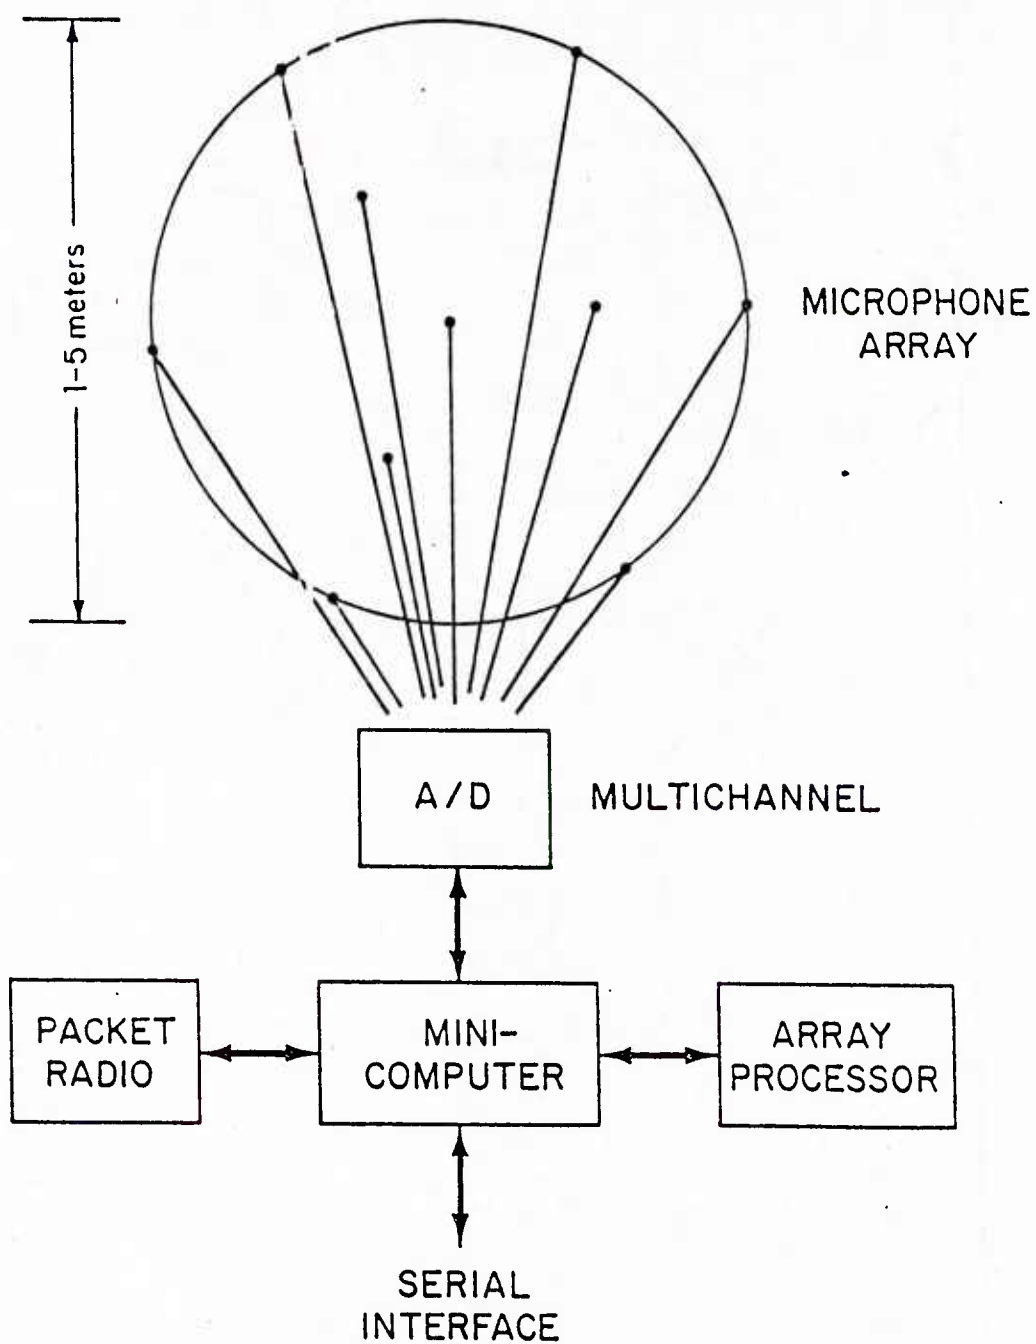 1-5 meters
MICROPHONE
ARRAY
A/D
MULTICHANNEL
PACKET
RADIO
MINI-
COMPUTER
ARRAY
PROCESSOR
SERIAL
INTERFACE